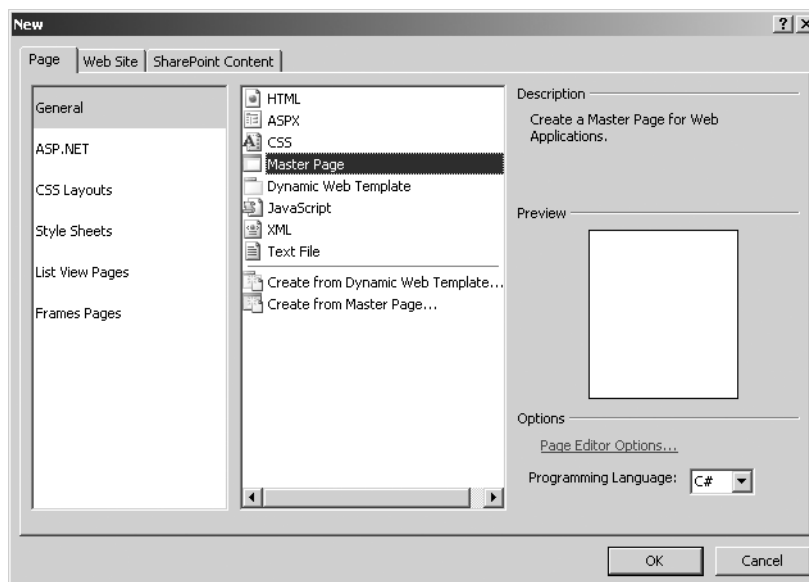 New
Page
Web Site
SharePoint Content
General
ASP.NET
CSS Layouts
Style Sheets
List View Pages
Frames Pages
HTML
ASPX
CSS
Master Page
Dynamic Web Template
JavaScript
XML
Text File
Create from Dynamic Web Template...
Create from Master Page...
Description
Create a Master Page for Web
Applications.
Preview
Options
Page Editor Options...
Programming Language: C#
OK
Cancel